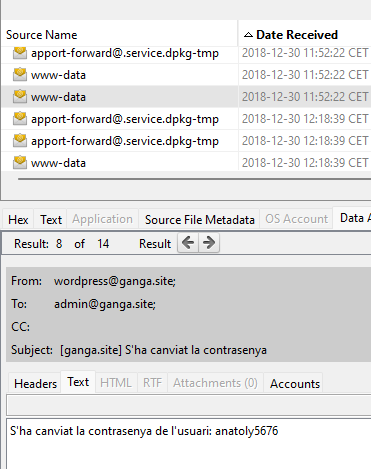 Source Name Date Received
apport-forward@.service.dpkg-tmp 2018-12-30 11:52:22 CET
www-data 2018-12-30 11:52:22 CET
www-data 2018-12-30 11:52:22 CET
apport-forward@.service.dpkg-tmp 2018-12-30 12:18:39 CET
apport-forward@.service.dpkg-tmp 2018-12-30 12:18:39 CET
www-data 2018-12-30 12:18:39 CET
Hex Text Application Source File Metadata OS Account Data A
Result: 8 of 14 Result
From: wordpress@ganga.site;
To: admin@ganga.site;
CC:
Subject: [ganga.site] S'ha canviat la contrasenya
Headers Text HTML RTF Attachments (0) Accounts
S'ha canviat la contrasenya de l'usuari: anatoly5676